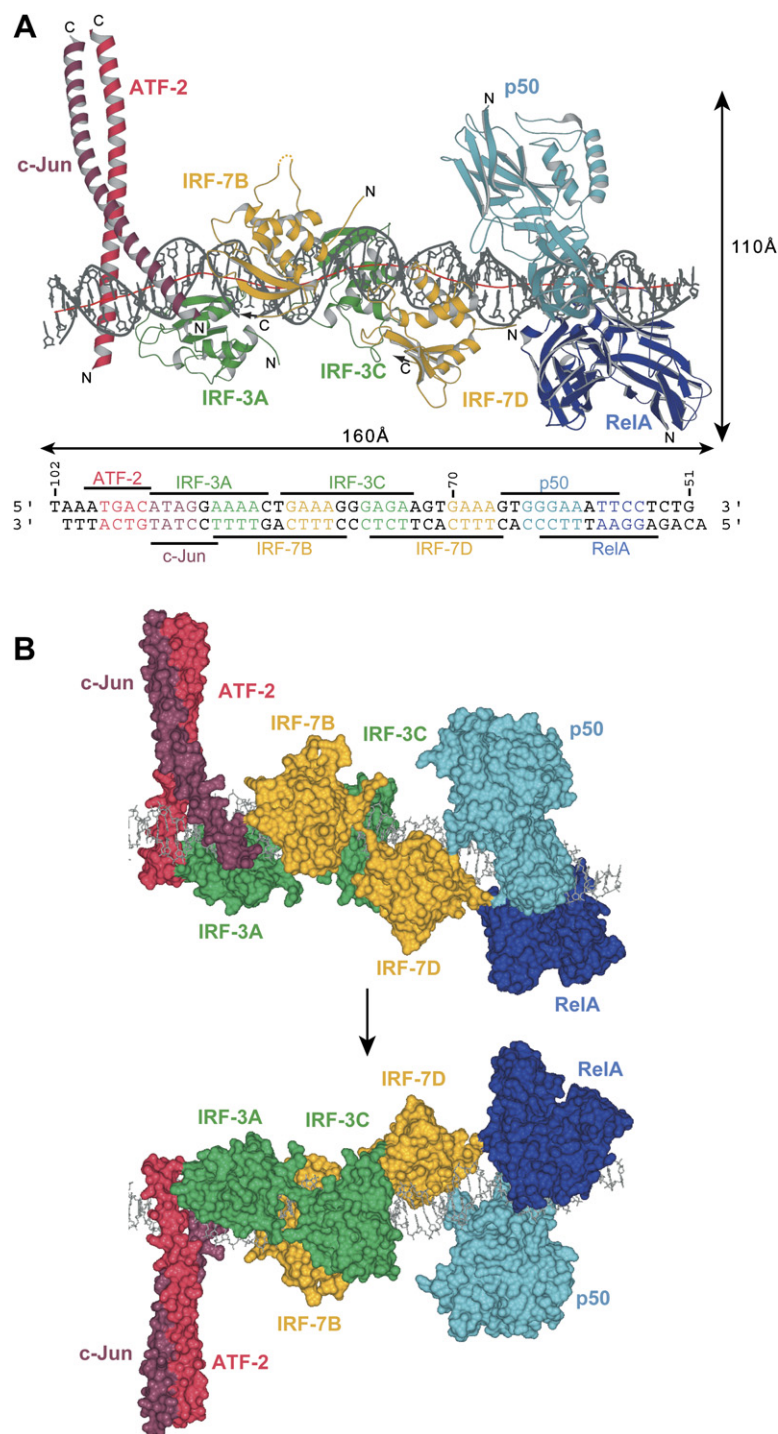 A
C C
ATF-2
c-Jun
IRF-7B
N
p50
N
110Å
N
C
N
N
IRF-3A
IRF-3C
C
N
IRF-7D
RelA
N
160Å
-102
70
-51
ATF-2 IRF-3A IRF-3C p50
5' TAAATGACATAGGAAAACTGAAAGGGAGAAGTGAAAGTGGGAAATTCCTCTG 3'
3' TTTACTGTATCCTTTTGACTTTCCCTCTTCACTTTCACCCTTTAAGGAGACA 5'
c-Jun IRF-7B IRF-7D RelA
B
c-Jun
ATF-2
IRF-7B
IRF-3C
p50
IRF-3A
IRF-7D
RelA
RelA
IRF-7D
IRF-3A
IRF-3C
IRF-7B
p50
c-Jun
ATF-2